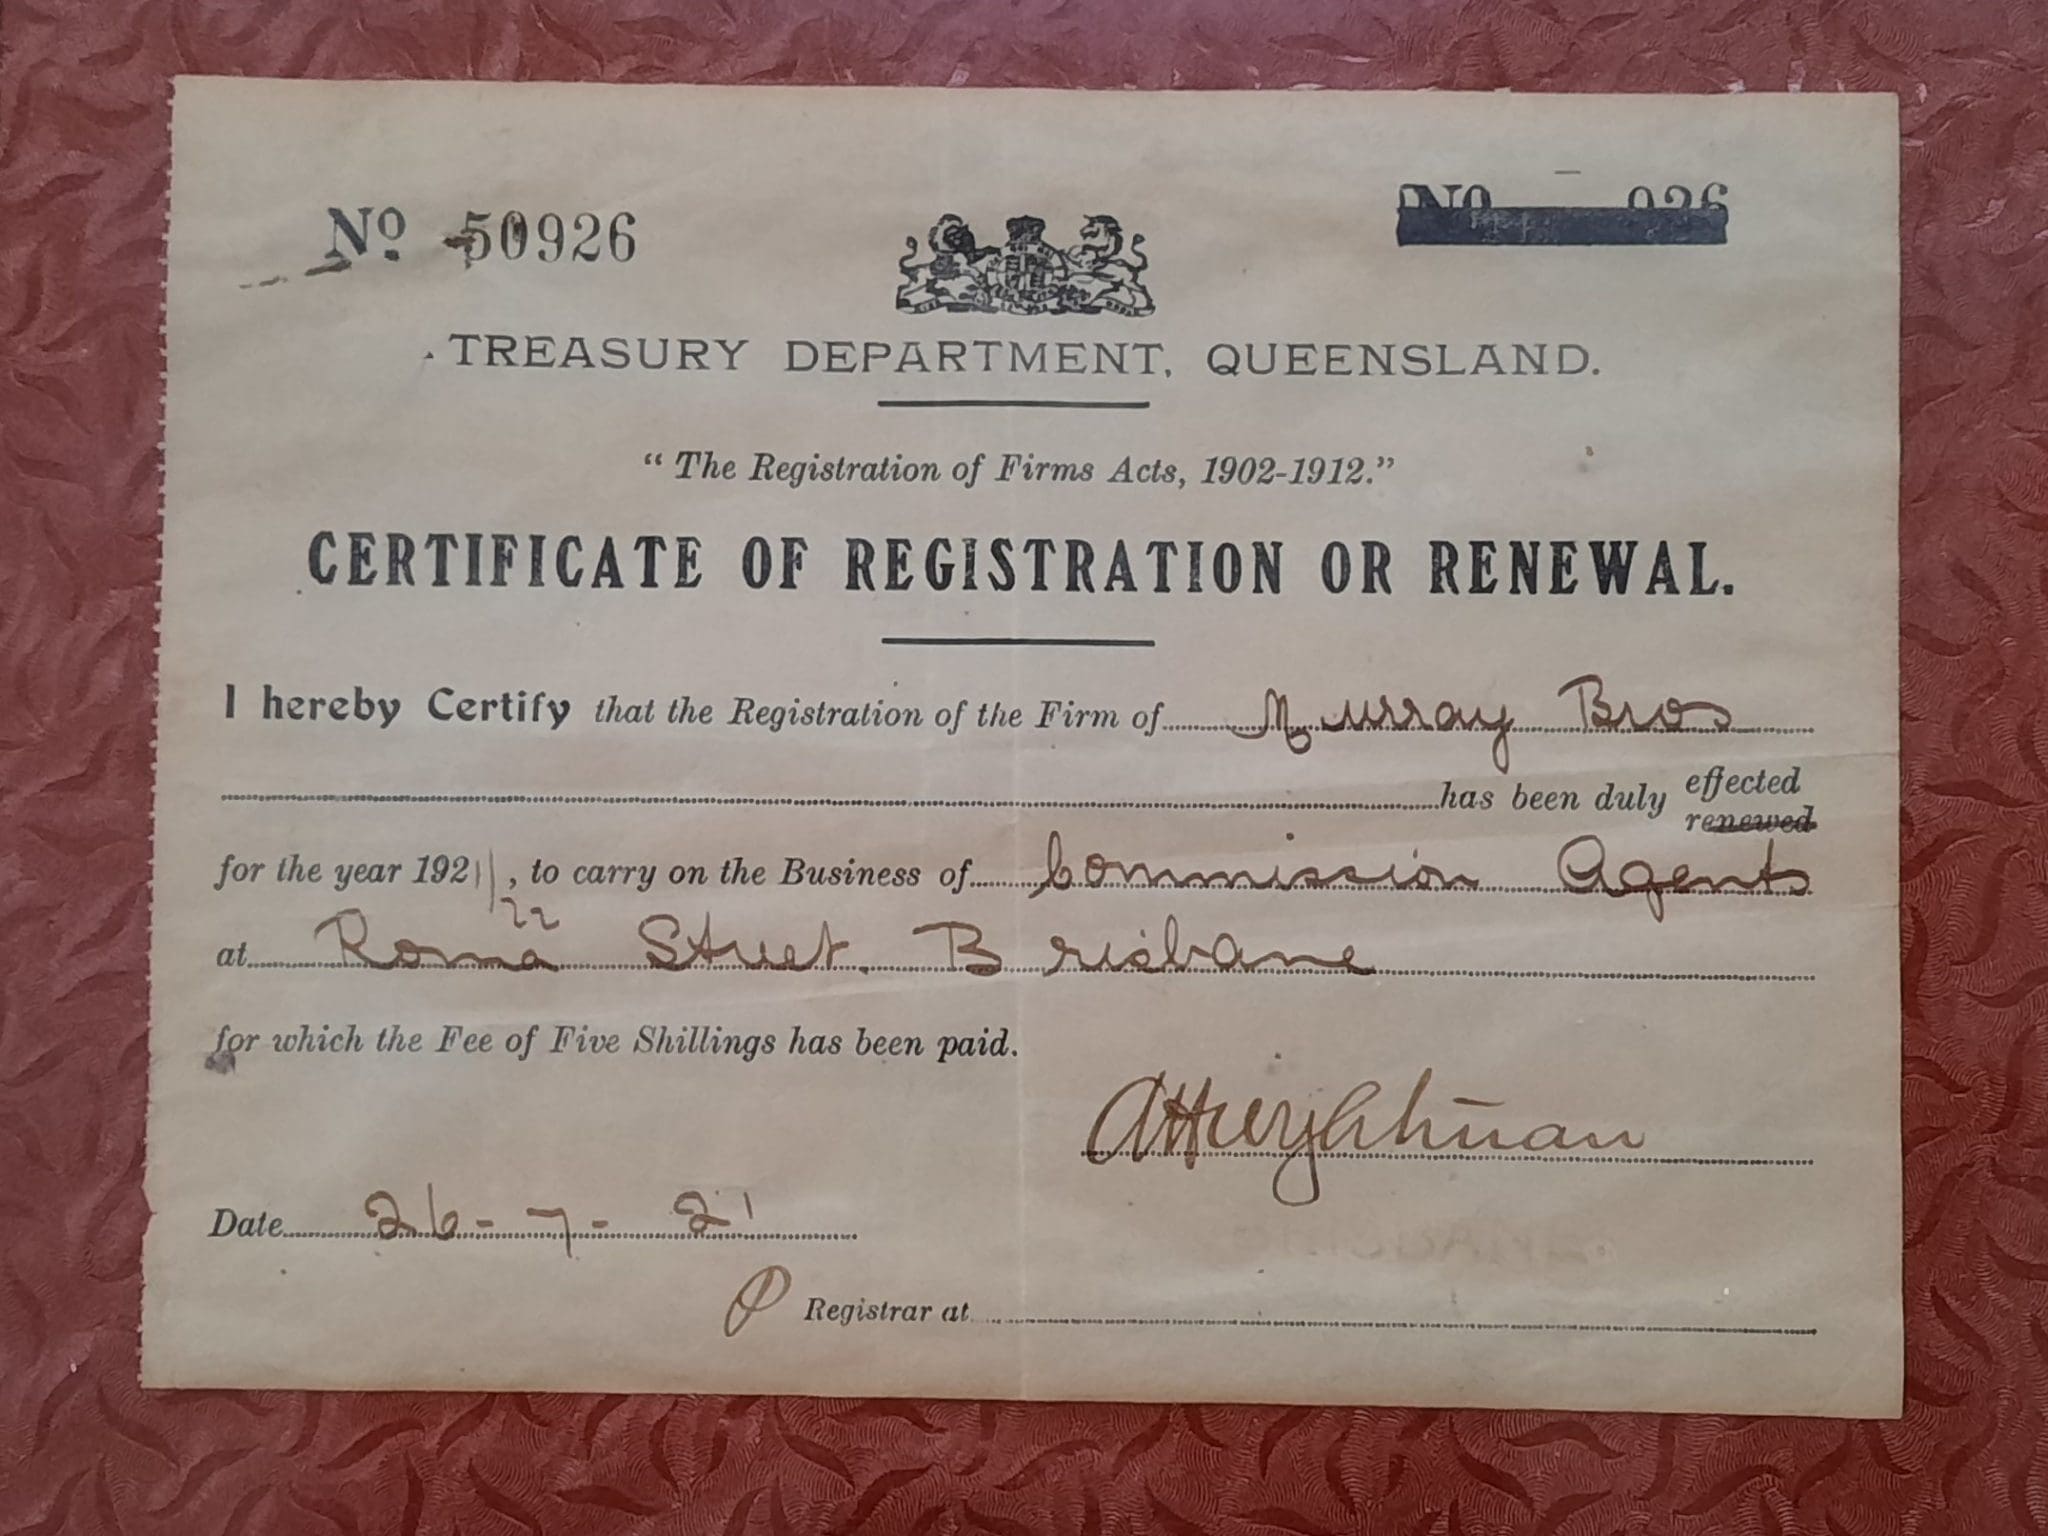 No 50926
No 926
TREASURY DEPARTMENT, QUEENSLAND.
"The Registration of Firms Acts, 1902-1912."
CERTIFICATE OF REGISTRATION OR RENEWAL.
I hereby Certify that the Registration of the Firm of Murray Bros
has been duly effected
renewed
for the year 1921/22, to carry on the Business of Commission Agents
at Roma Street. Brisbane
for which the Fee of Five Shillings has been paid.
Date 26-7-21
Registrar at